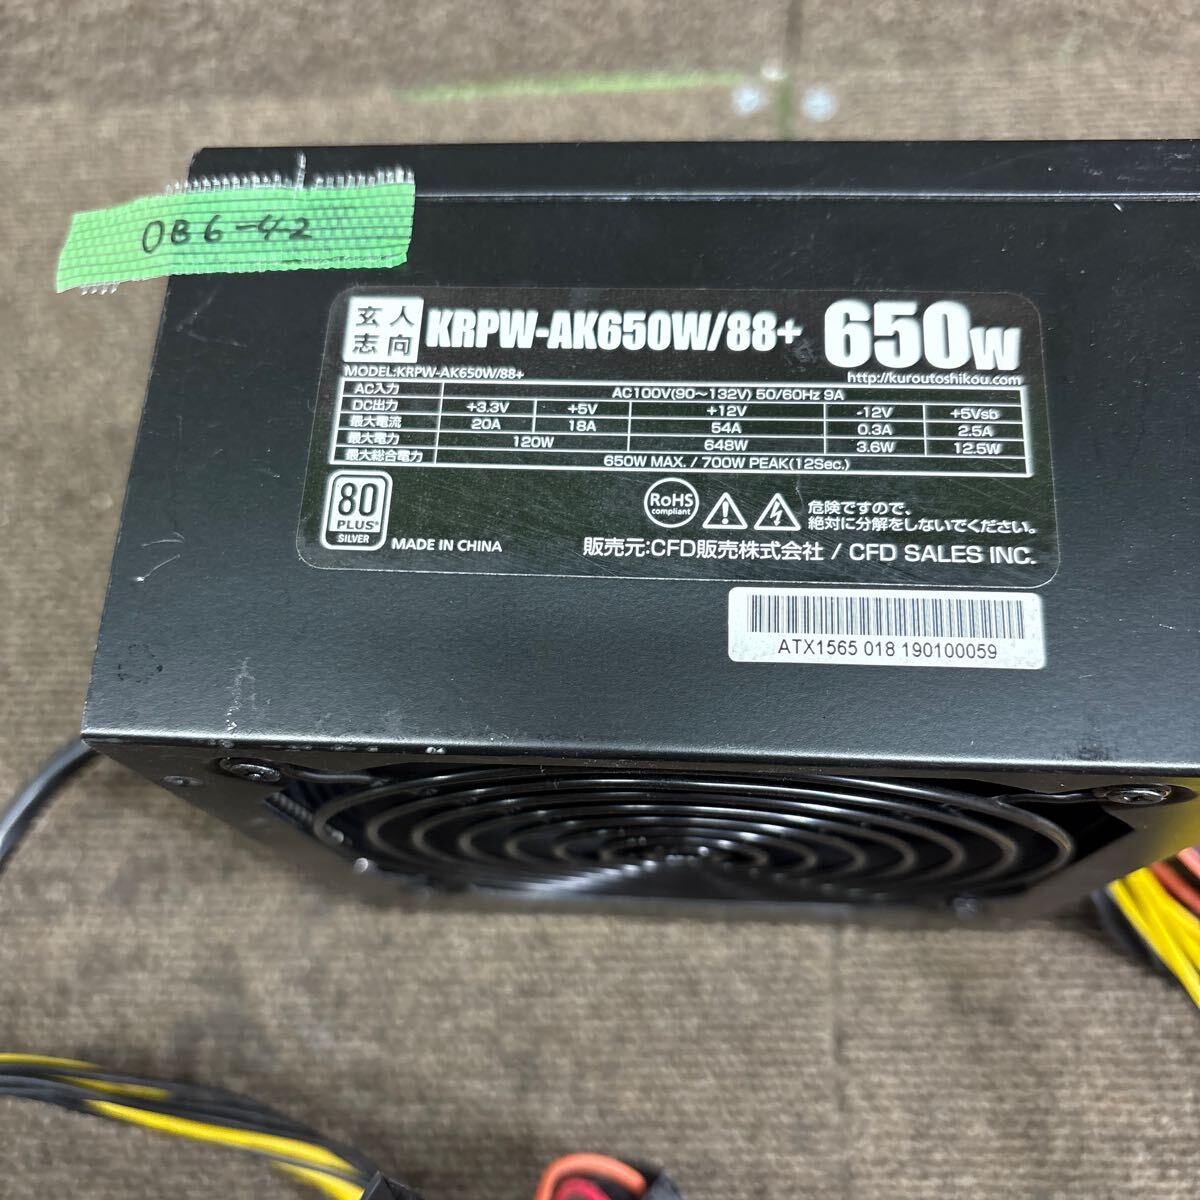 OB6-42
玄人
志向
KRPW-AK650W/88+
650W
http://kuroutoshikou.com
MODEL:KRPW-AK650W/88+
AC入力 AC100V(90～132V) 50/60Hz 9A
DC出力 +3.3V +5V +12V -12V +5Vsb
最大電流 20A 18A 54A 0.3A 2.5A
最大電力 120W 648W 3.6W 12.5W
最大総合電力 650W MAX. / 700W PEAK(12Sec.)
80
PLUS®
SILVER
MADE IN CHINA
RoHS
compliant
危険ですので、
絶対に分解をしないでください。
販売元:CFD販売株式会社 / CFD SALES INC.
ATX1565 018 190100059